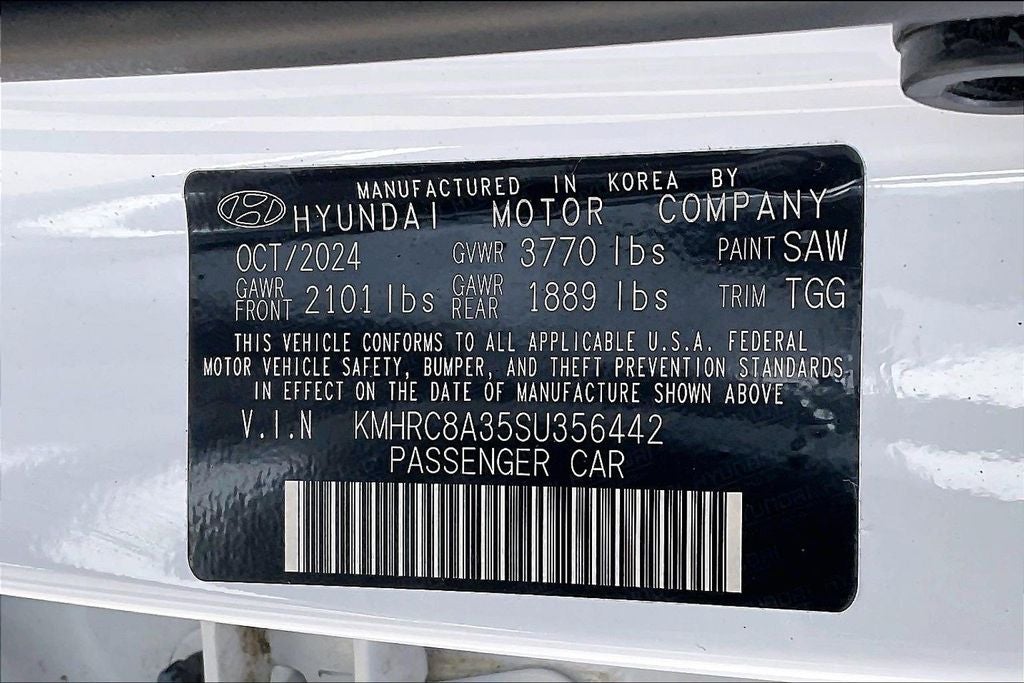 MANUFACTURED IN KOREA BY
HYUNDAI MOTOR COMPANY
OCT/2024 GVWR 3770 lbs PAINT SAW
GAWR FRONT 2101 lbs GAWR REAR 1889 lbs TRIM TGG
THIS VEHICLE CONFORMS TO ALL APPLICABLE U.S.A. FEDERAL
MOTOR VEHICLE SAFETY, BUMPER, AND THEFT PREVENTION STANDARDS
IN EFFECT ON THE DATE OF MANUFACTURE SHOWN ABOVE
V.I.N KMHRC8A35SU356442
PASSENGER CAR